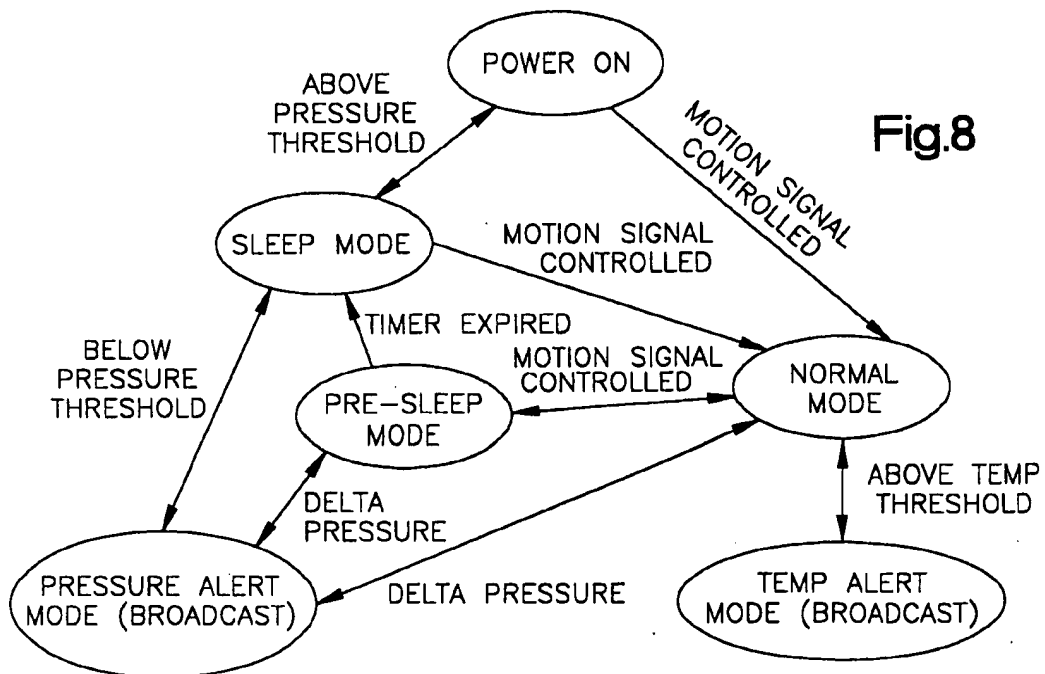 POWER ON
ABOVE
PRESSURE
THRESHOLD
MOTION SIGNAL
CONTROLLED
Fig.8
SLEEP MODE
MOTION SIGNAL
CONTROLLED
TIMER EXPIRED
BELOW
PRESSURE
THRESHOLD
MOTION SIGNAL
CONTROLLED
NORMAL
MODE
PRE-SLEEP
MODE
DELTA
PRESSURE
ABOVE TEMP
THRESHOLD
PRESSURE ALERT
MODE (BROADCAST)
DELTA PRESSURE
TEMP ALERT
MODE (BROADCAST)